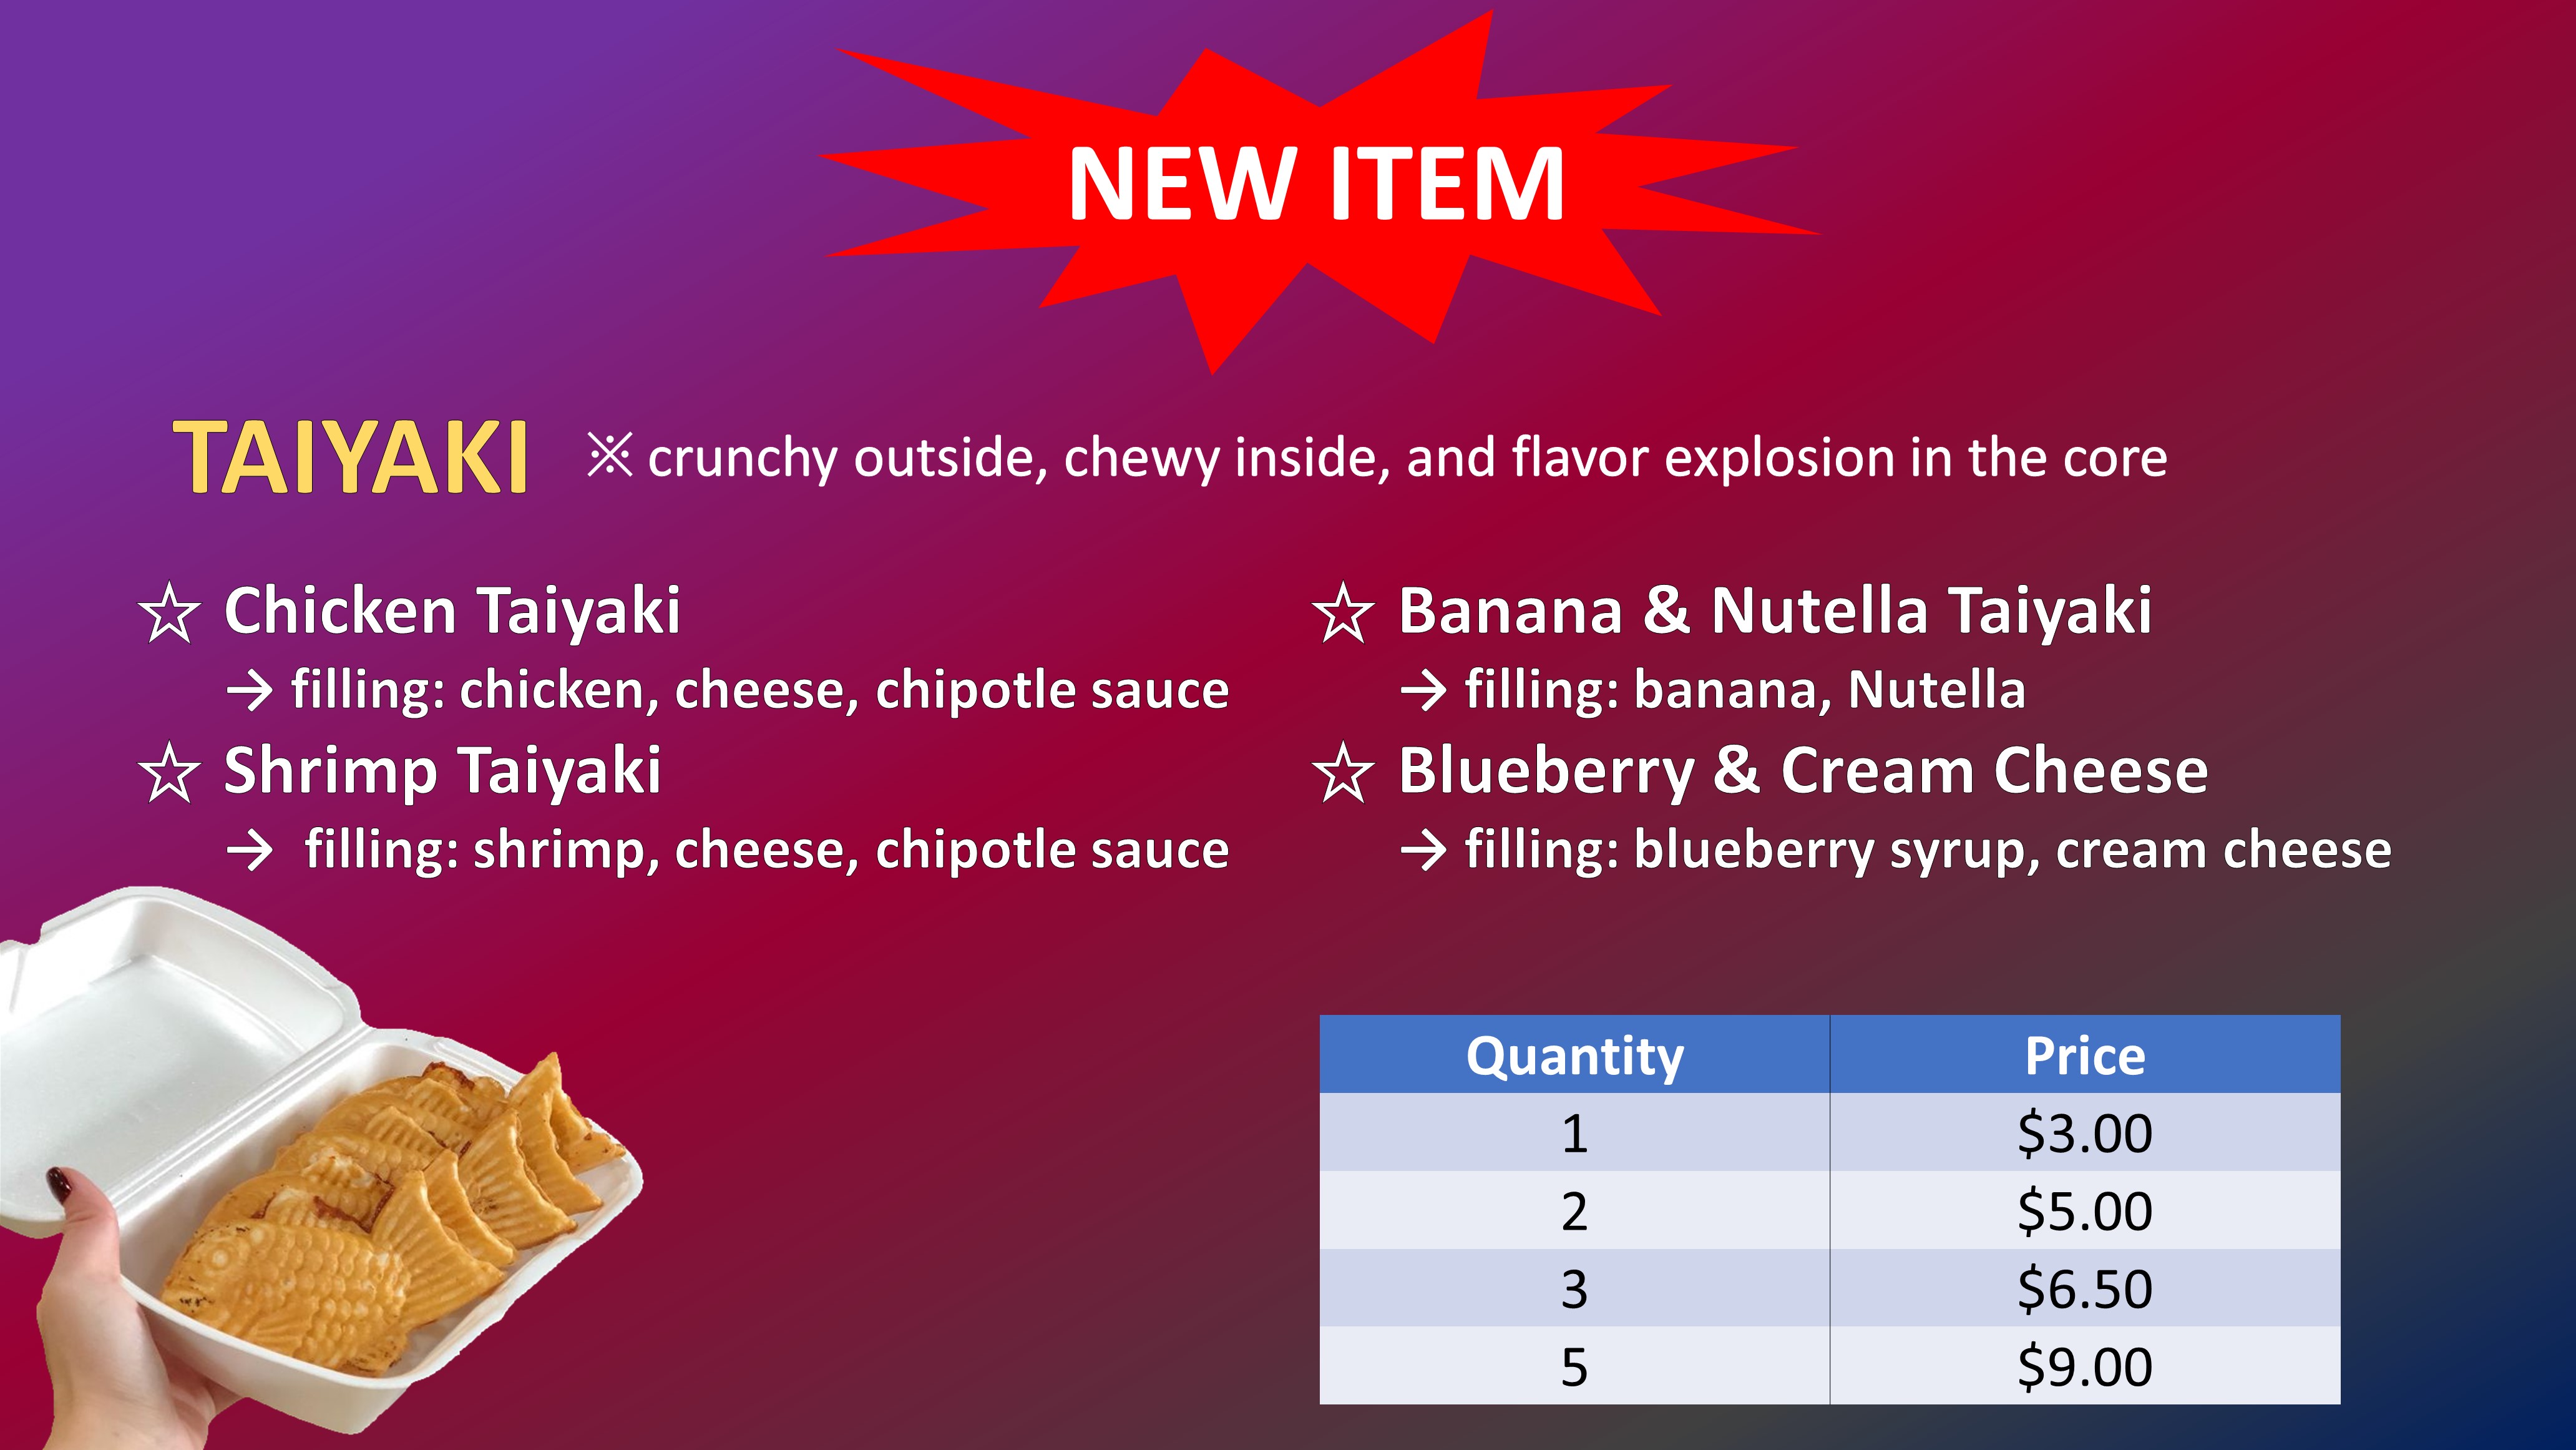 NEW ITEM
TAIYAKI ※ crunchy outside, chewy inside, and flavor explosion in the core
☆ Chicken Taiyaki
→ filling: chicken, cheese, chipotle sauce
☆ Shrimp Taiyaki
→ filling: shrimp, cheese, chipotle sauce
☆ Banana & Nutella Taiyaki
→ filling: banana, Nutella
☆ Blueberry & Cream Cheese
→ filling: blueberry syrup, cream cheese
Quantity Price
1 $3.00
2 $5.00
3 $6.50
5 $9.00